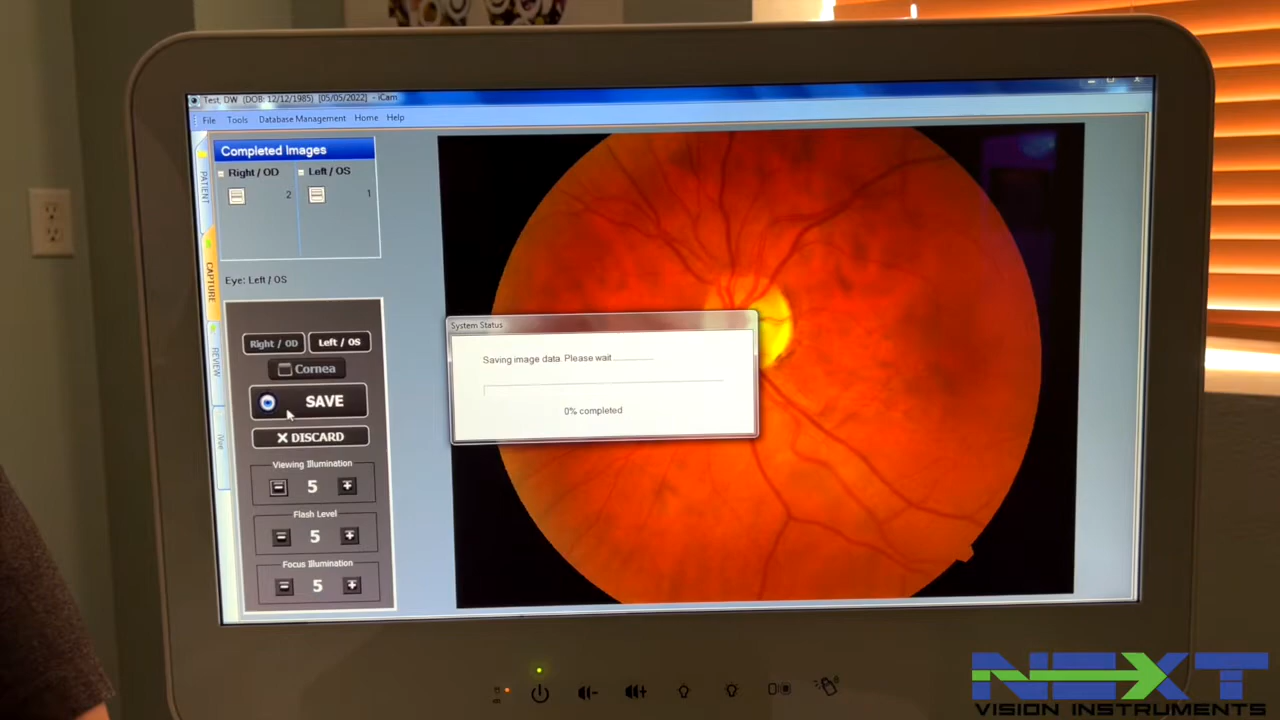 Test, DW (DOB: 12/12/1985) [05/05/2022] - iCam
File Tools Database Management Home Help
Completed Images
Right / OD Left / OS
2 1
PATIENT
CAPTURE
REVIEW
Eye: Left / OS
Right / OD Left / OS
Cornea
SAVE
X DISCARD
Viewing Illumination
5
Flash Level
5
Focus Illumination
5
System Status
Saving image data. Please wait..............
0% completed
NEXT
VISION INSTRUMENTS